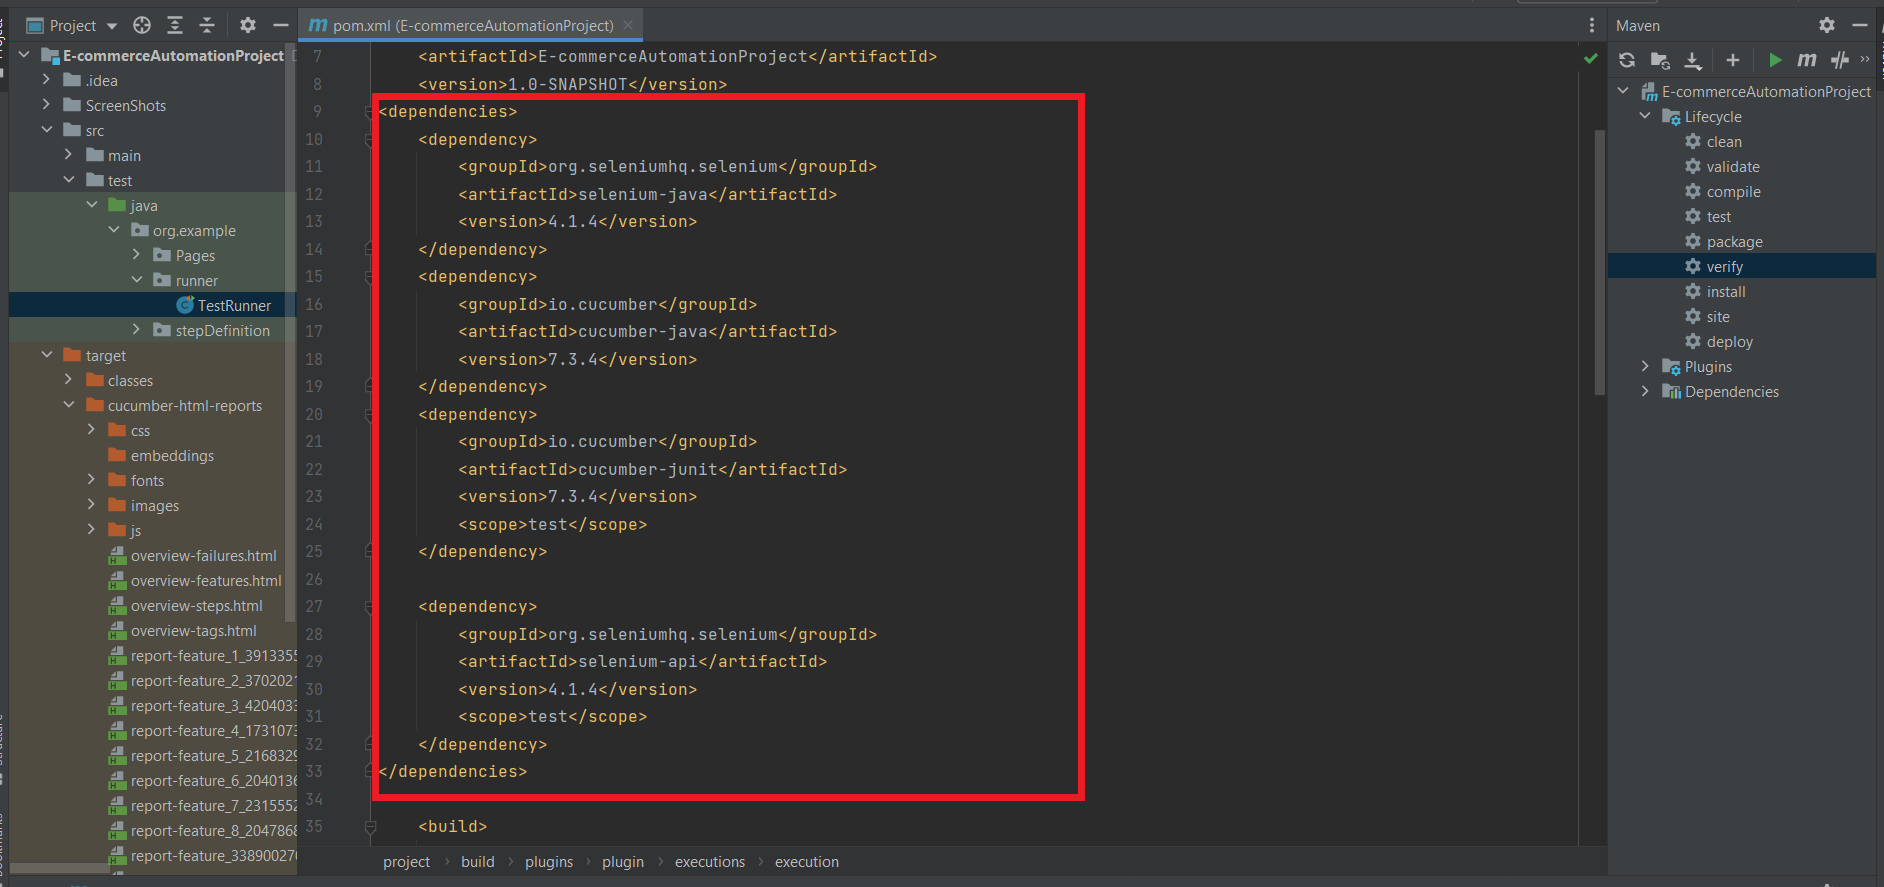 Project
pom.xml (E-commerceAutomationProject)
Maven
E-commerceAutomationProject
.idea
ScreenShots
src
main
test
java
org.example
Pages
runner
TestRunner
stepDefinition
target
classes
cucumber-html-reports
css
embeddings
fonts
images
js
overview-failures.html
overview-features.html
overview-steps.html
overview-tags.html
report-feature_1_391335
report-feature_2_370202
report-feature_3_420403
report-feature_4_173107
report-feature_5_216829
report-feature_6_204013
report-feature_7_231555
report-feature_8_204786
report-feature_33890027
7 <artifactId>E-commerceAutomationProject</artifactId>
8 <version>1.0-SNAPSHOT</version>
9 <dependencies>
10 <dependency>
11 <groupId>org.seleniumhq.selenium</groupId>
12 <artifactId>selenium-java</artifactId>
13 <version>4.1.4</version>
14 </dependency>
15 <dependency>
16 <groupId>io.cucumber</groupId>
17 <artifactId>cucumber-java</artifactId>
18 <version>7.3.4</version>
19 </dependency>
20 <dependency>
21 <groupId>io.cucumber</groupId>
22 <artifactId>cucumber-junit</artifactId>
23 <version>7.3.4</version>
24 <scope>test</scope>
25 </dependency>
26
27 <dependency>
28 <groupId>org.seleniumhq.selenium</groupId>
29 <artifactId>selenium-api</artifactId>
30 <version>4.1.4</version>
31 <scope>test</scope>
32 </dependency>
33 </dependencies>
34
35 <build>
project › build › plugins › plugin › executions › execution
E-commerceAutomationProject
Lifecycle
clean
validate
compile
test
package
verify
install
site
deploy
Plugins
Dependencies